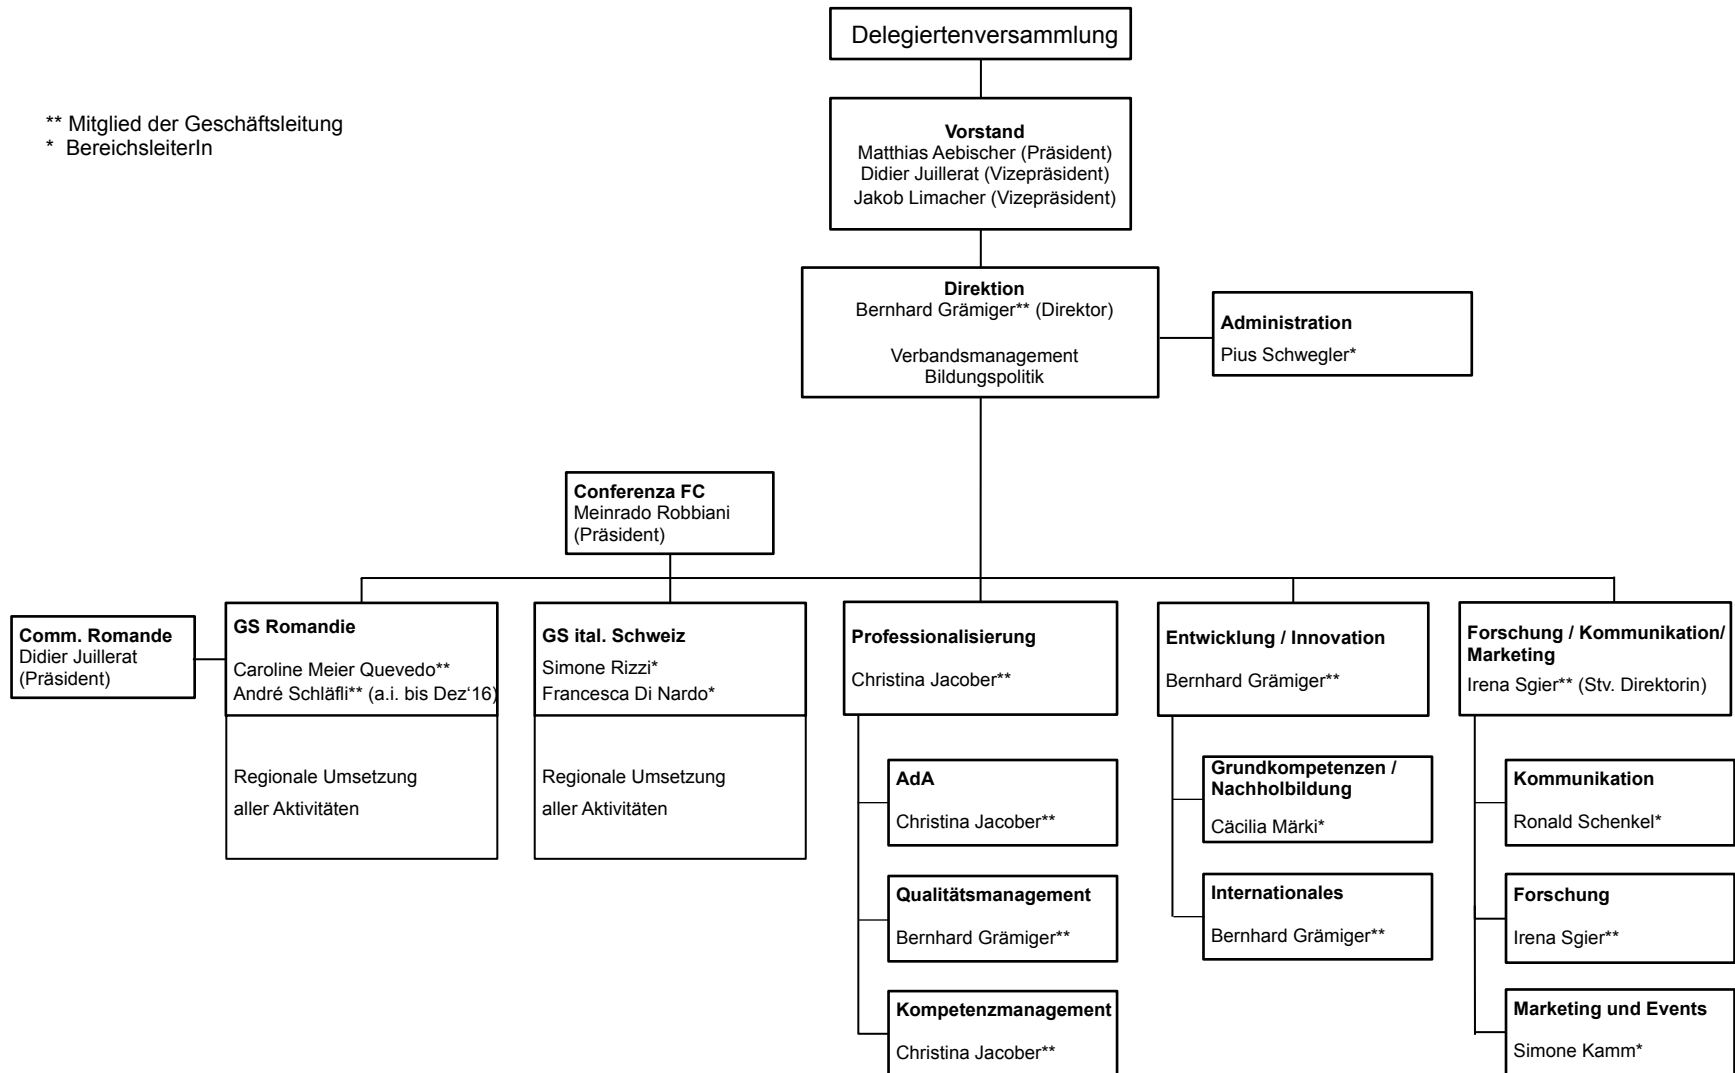 Delegiertenversammlung
** Mitglied der Geschäftsleitung
* BereichsleiterIn
Vorstand
Matthias Aebischer (Präsident)
Didier Juillerat (Vizepräsident)
Jakob Limacher (Vizepräsident)
Direktion
Bernhard Grämiger** (Direktor)
Verbandsmanagement
Bildungspolitik
Administration
Pius Schwegler*
Conferenza FC
Meinrado Robbiani
(Präsident)
Comm. Romande
Didier Juillerat
(Präsident)
GS Romandie
Caroline Meier Quevedo**
André Schläfli** (a.i. bis Dez‘16)
Regionale Umsetzung
aller Aktivitäten
GS ital. Schweiz
Simone Rizzi*
Francesca Di Nardo*
Regionale Umsetzung
aller Aktivitäten
Professionalisierung
Christina Jacober**
AdA
Christina Jacober**
Qualitätsmanagement
Bernhard Grämiger**
Kompetenzmanagement
Christina Jacober**
Entwicklung / Innovation
Bernhard Grämiger**
Grundkompetenzen /
Nachholbildung
Cäcilia Märki*
Internationales
Bernhard Grämiger**
Forschung / Kommunikation/
Marketing
Irena Sgier** (Stv. Direktorin)
Kommunikation
Ronald Schenkel*
Forschung
Irena Sgier**
Marketing und Events
Simone Kamm*